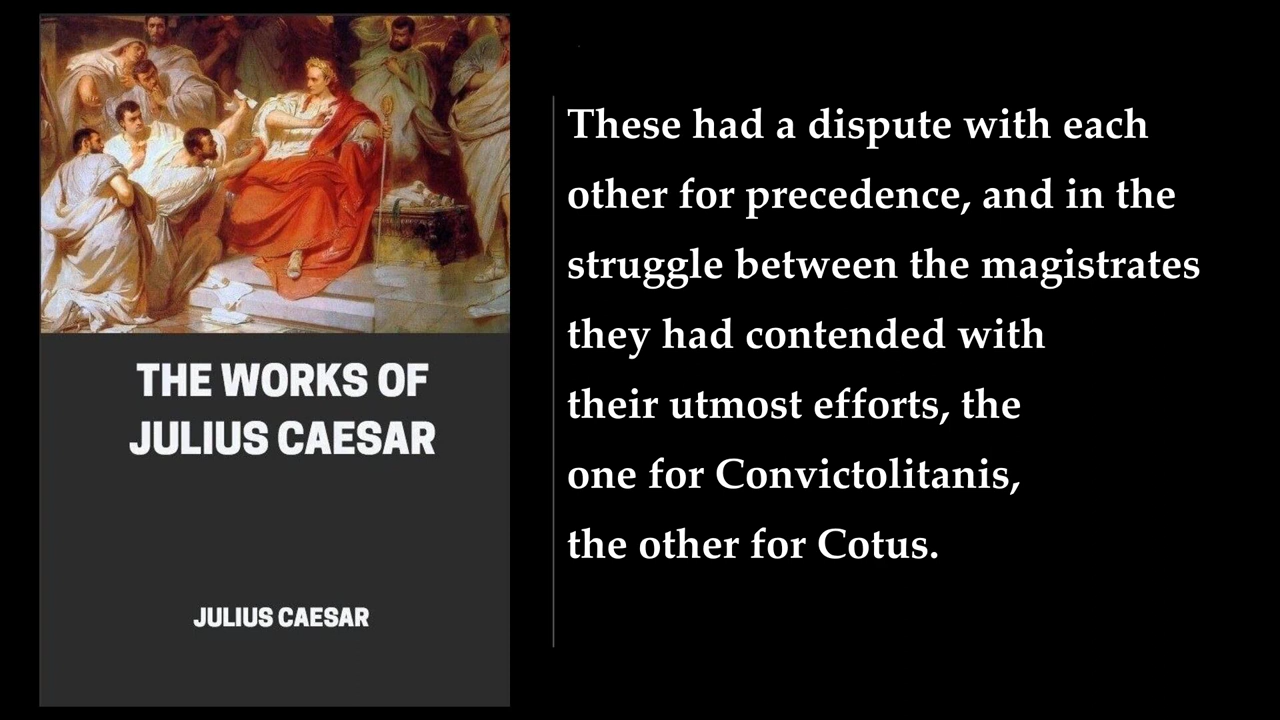 THE WORKS OF
JULIUS CAESAR
JULIUS CAESAR
These had a dispute with each
other for precedence, and in the
struggle between the magistrates
they had contended with
their utmost efforts, the
one for Convictolitanis,
the other for Cotus.